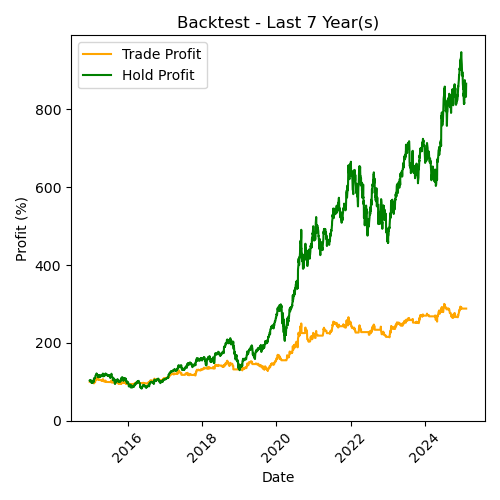 Backtest - Last 7 Year(s)
Trade Profit
Hold Profit
Profit (%)
800
600
400
200
0
2016
2018
2020
2022
2024
Date